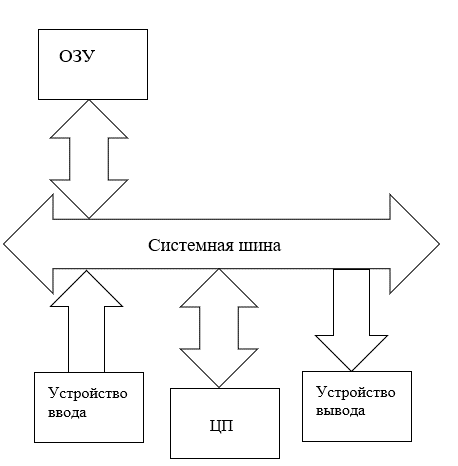 ОЗУ
Системная шина
Устройство
ввода
ЦП
Устройство
вывода